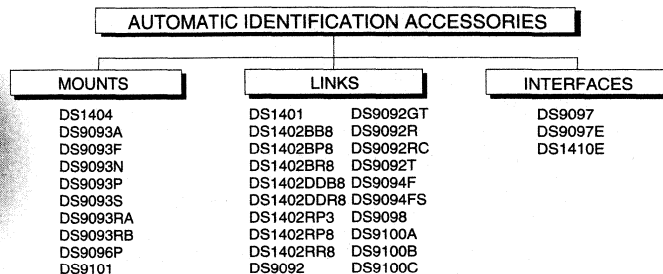 AUTOMATIC IDENTIFICATION ACCESSORIES
MOUNTS
DS1404
DS9093A
DS9093F
DS9093N
DS9093P
DS9093S
DS9093RA
DS9093RB
DS9096P
DS9101
LINKS
DS1401 DS9092GT
DS1402BB8 DS9092R
DS1402BP8 DS9092RC
DS1402BR8 DS9092T
DS1402DDB8 DS9094F
DS1402DDR8 DS9094FS
DS1402RP3 DS9098
DS1402RP8 DS9100A
DS1402RR8 DS9100B
DS9092 DS9100C
INTERFACES
DS9097
DS9097E
DS1410E